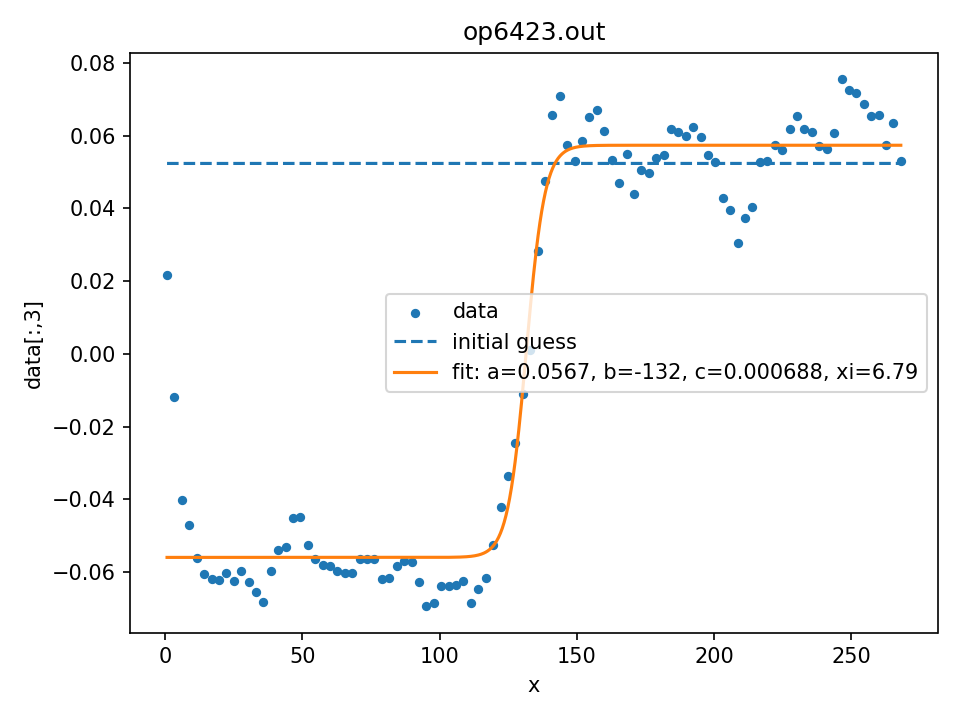 op6423.out
data[:,3]
0.08
0.06
0.04
0.02
0.00
−0.02
−0.04
−0.06
data
initial guess
fit: a=0.0567, b=-132, c=0.000688, xi=6.79
0
50
100
150
200
250
x